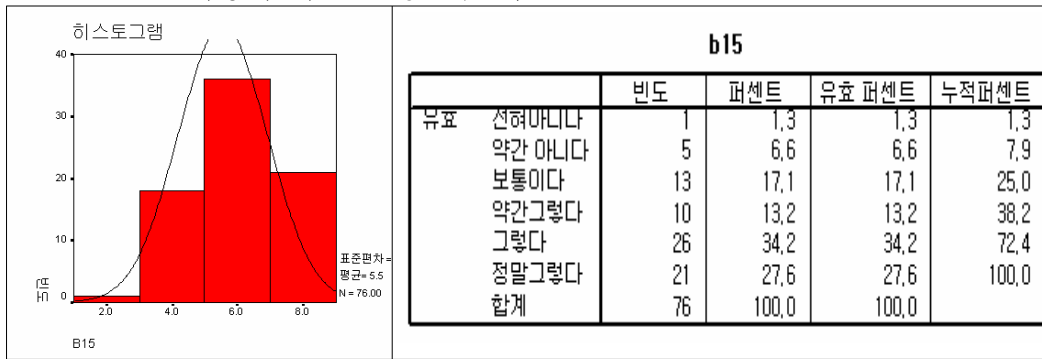 히스토그램
40
30
20
10
0
빈도
2.0
4.0
6.0
8.0
표준편차=
평균= 5.5
N = 76.00
B15
b15
빈도 퍼센트 유효 퍼센트 누적퍼센트
유효 전혀아니다 1 1,3 1,3 1,3
약간 아니다 5 6,6 6,6 7,9
보통이다 13 17,1 17,1 25,0
약간그렇다 10 13,2 13,2 38,2
그렇다 26 34,2 34,2 72,4
정말그렇다 21 27,6 27,6 100,0
합계 76 100,0 100,0